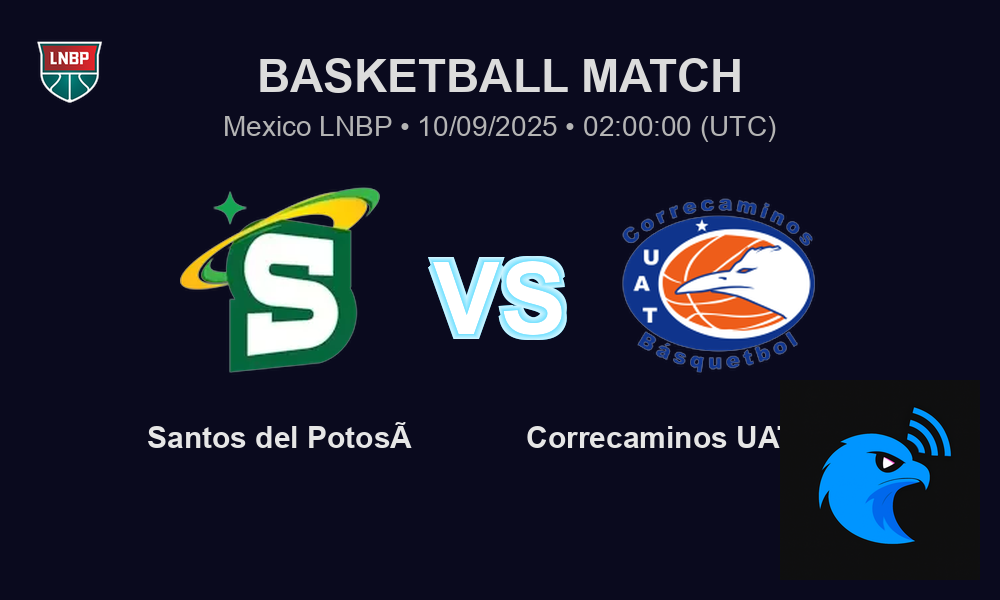 LNBP
BASKETBALL MATCH
Mexico LNBP • 10/09/2025 • 02:00:00 (UTC)
S
VS
Correcaminos
UAT
Básquetbol
Santos del PotosÃ
Correcaminos UAT